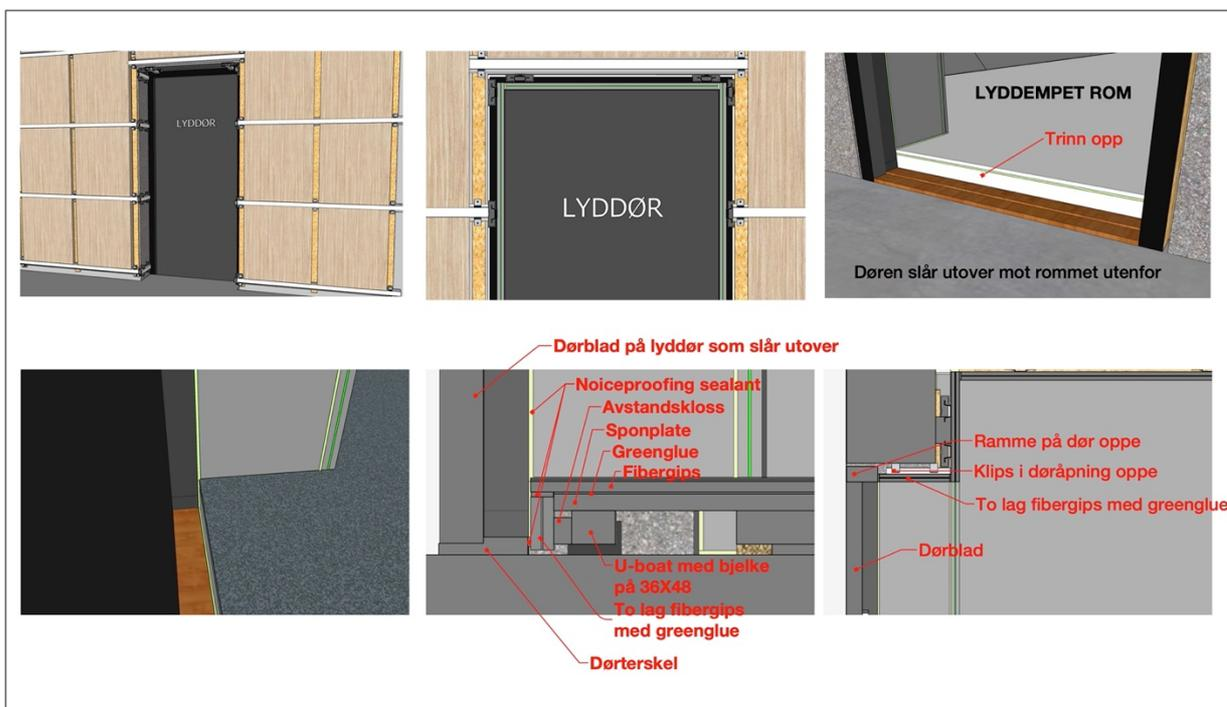 LYDDØR
LYDDØR
LYDDEMPET ROM
Trinn opp
Døren slår utover mot rommet utenfor
Dørblad på lyddør som slår utover
Noiceproofing sealant
Avstandskloss
Sponplate
Greenglue
Fibergips
U-boat med bjelke
på 36X48
To lag fibergips
med greenglue
Dørterskel
Ramme på dør oppe
Klips i døråpning oppe
To lag fibergips med greenglue
Dørblad